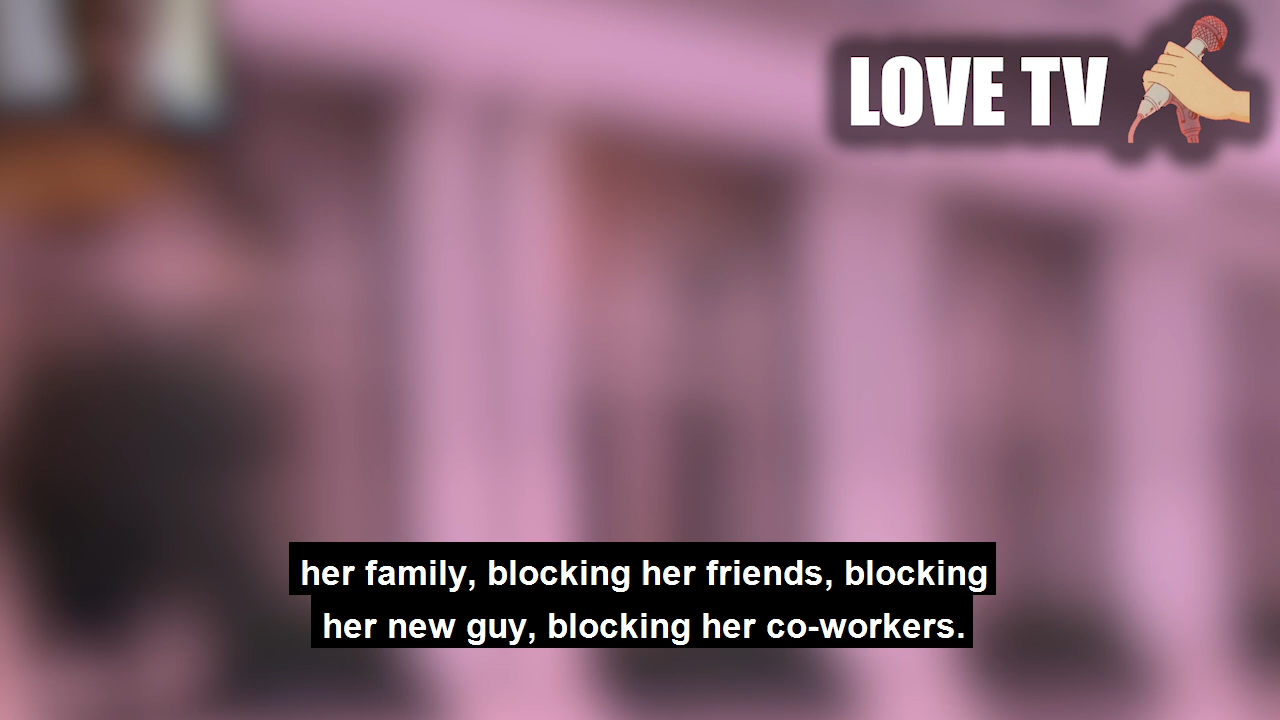 LOVE TV
her family, blocking her friends, blocking
her new guy, blocking her co-workers.